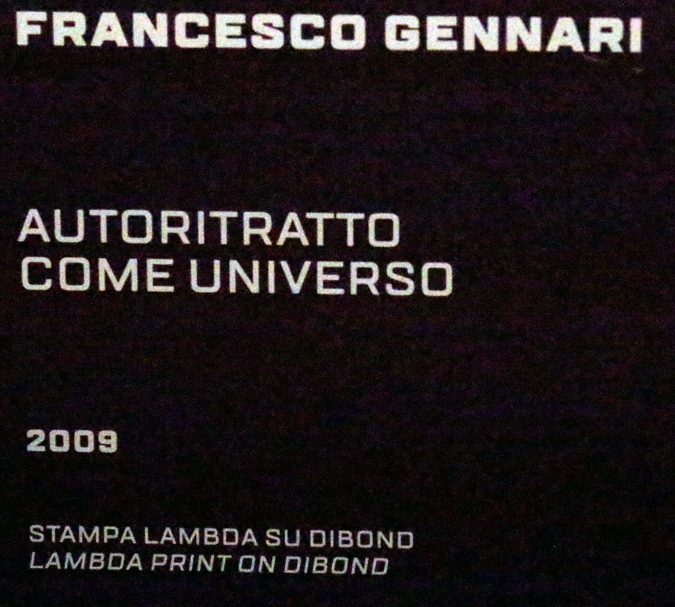 FRANCESCO GENNARI
AUTORITRATTO
COME UNIVERSO
2009
STAMPA LAMBDA SU DIBOND
LAMBDA PRINT ON DIBOND